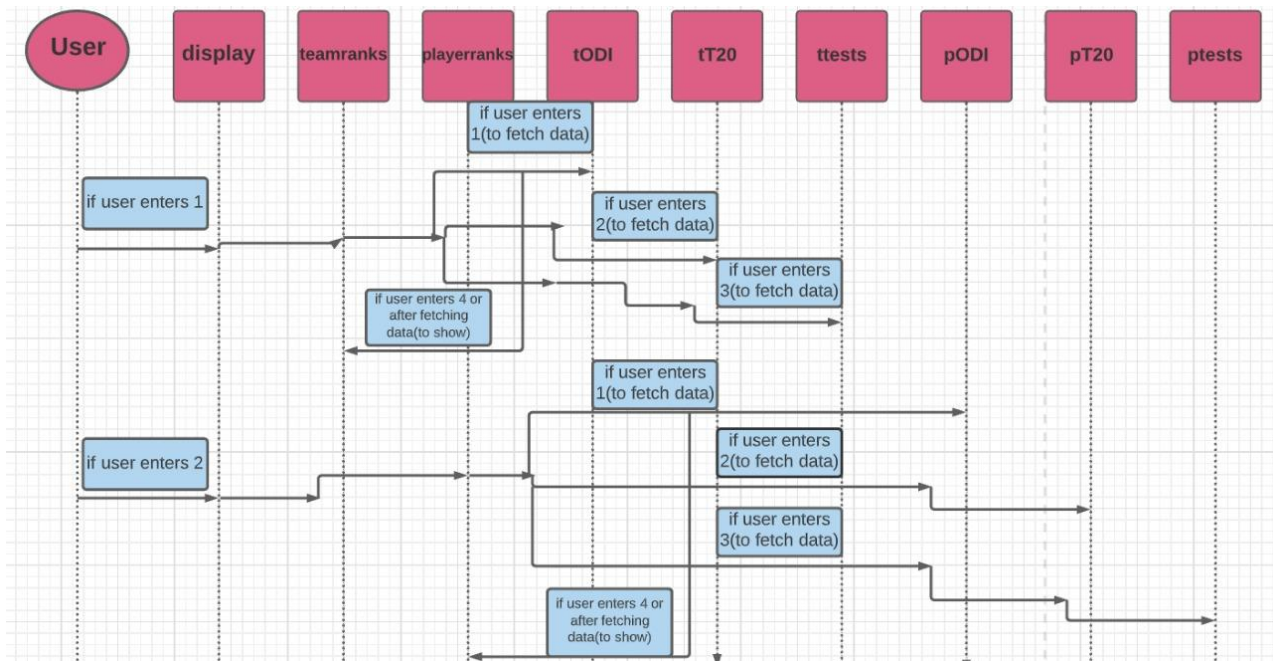 User
display
teamranks
playerranks
tODI
tT20
ttests
pODI
pT20
ptests
if user enters
1(to fetch data)
if user enters 1
if user enters
2(to fetch data)
if user enters
3(to fetch data)
if user enters 4 or
after fetching
data(to show)
if user enters
1(to fetch data)
if user enters 2
if user enters
2(to fetch data)
if user enters
3(to fetch data)
if user enters 4 or
after fetching
data(to show)